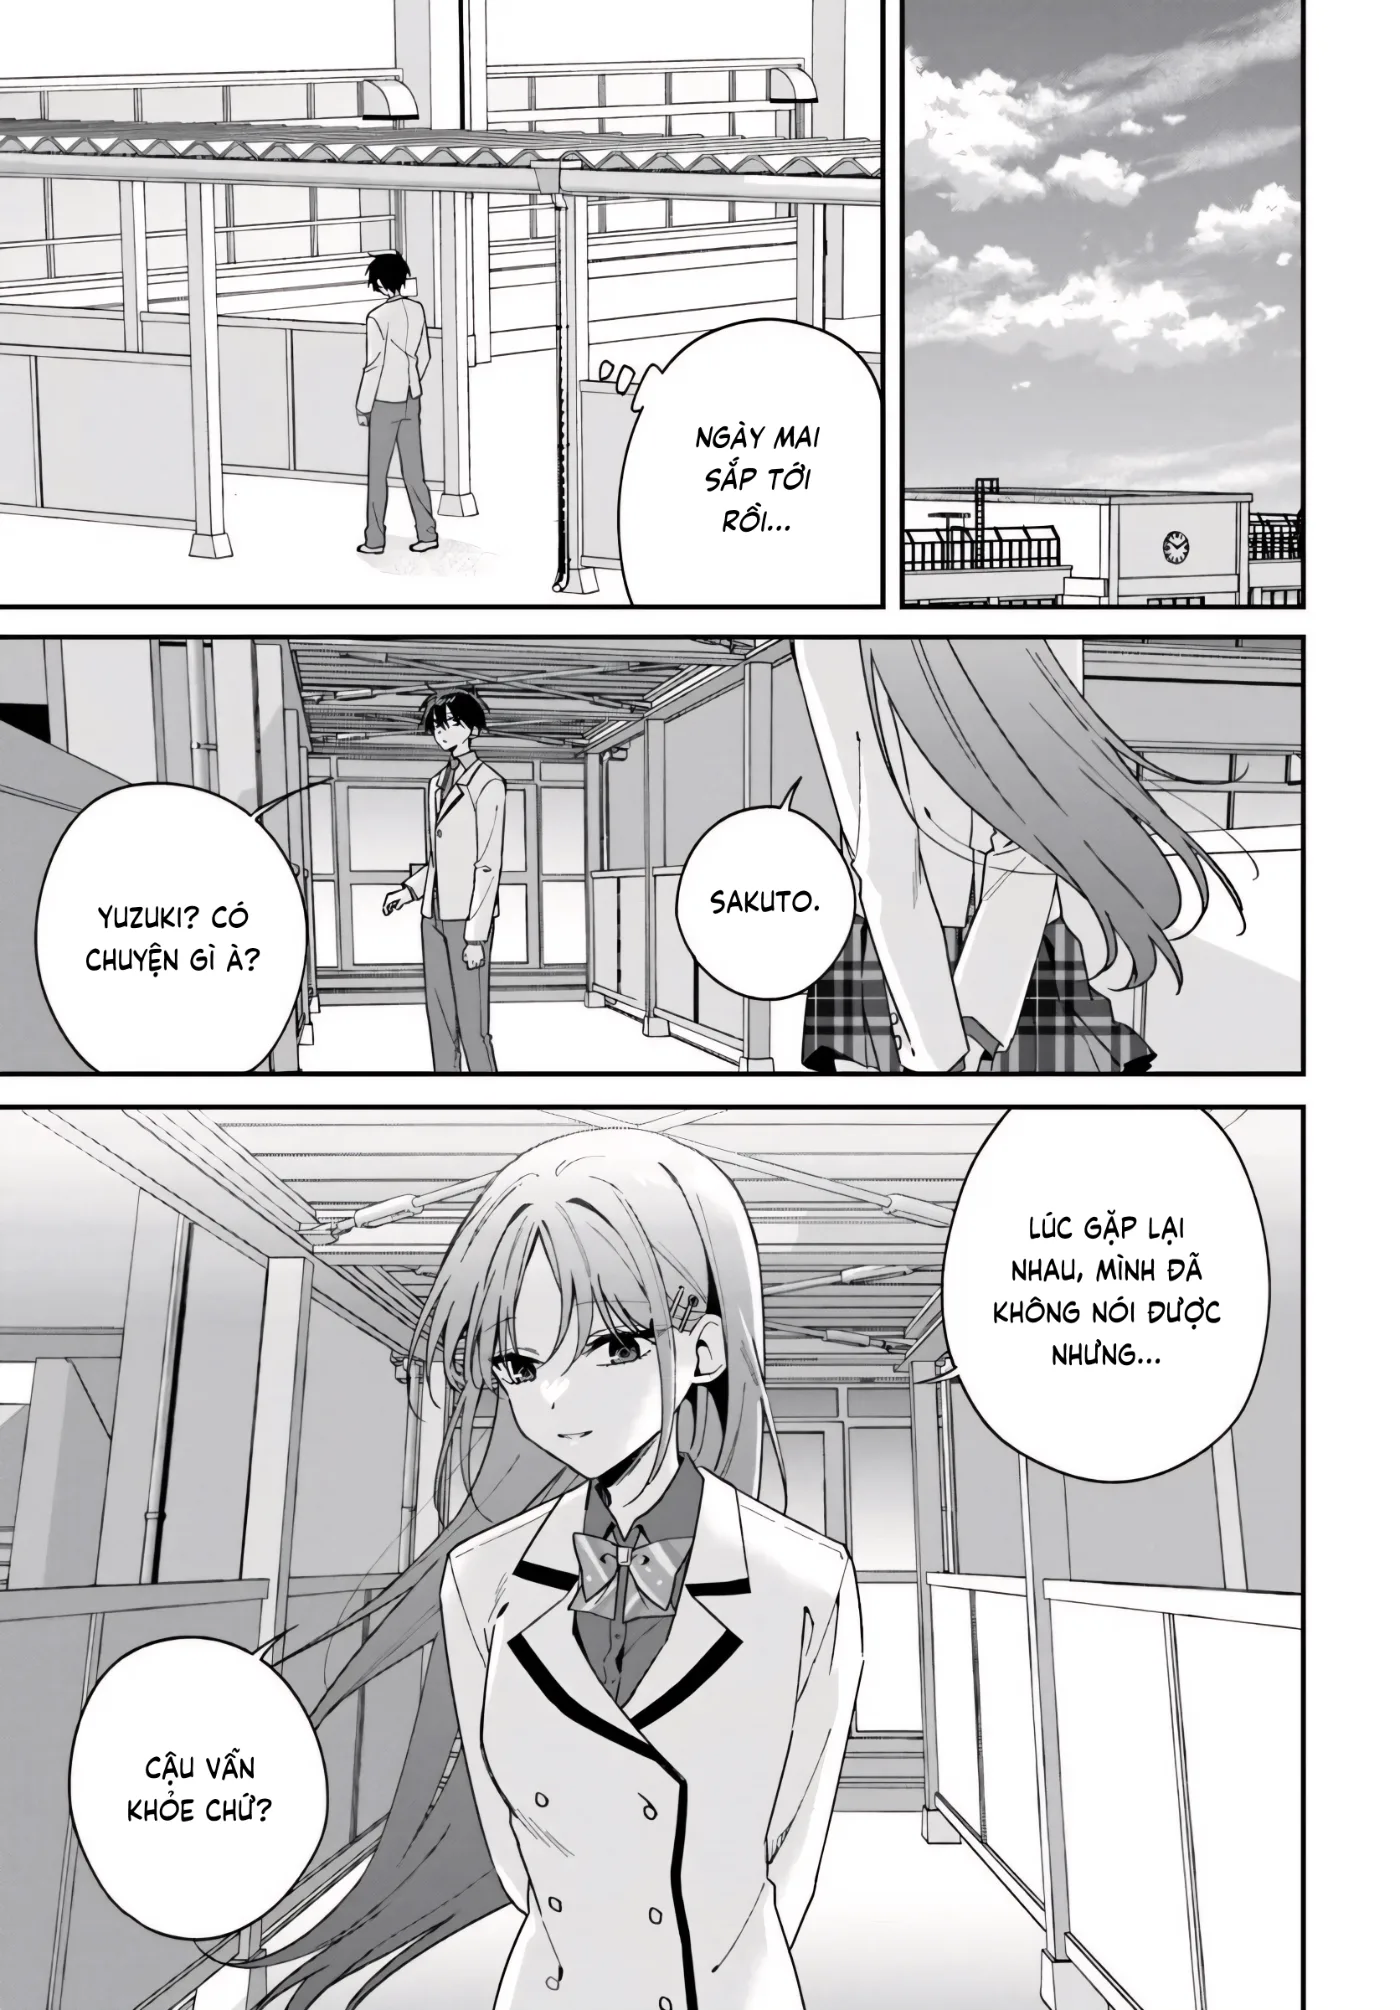 NGÀY MAI
SẮP TỚI
RỒI...
SAKUTO.
YUZUKI? CÓ
CHUYỆN GÌ À?
LÚC GẶP LẠI
NHAU, MÌNH ĐÃ
KHÔNG NÓI ĐƯỢC
NHƯNG...
CẬU VẪN
KHỎE CHỨ?